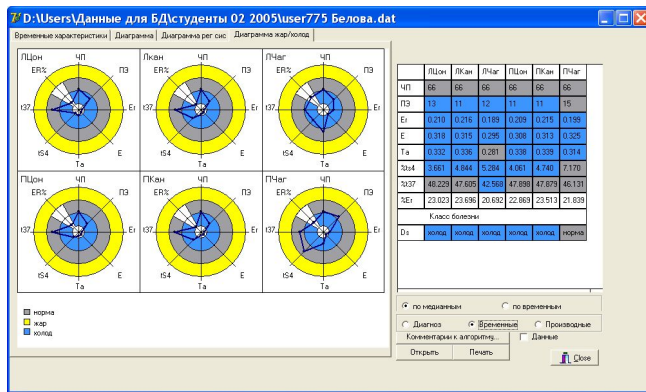 D:\Users\Данные для БД\студенты 02 2005\user775 Белова.dat
Временные характеристики Диаграмма Диаграмма рег сис Диаграмма жар/холод
ЛЦон ЧП ПЭ Er E Ta tS4 t37 ER%
Лкан ЧП ПЭ Er E Ta tS4 t37 ER%
ЛЧаг ЧП ПЭ Er E Ta tS4 t37 ER%
ПЦон ЧП ПЭ Er E Ta tS4 t37 ER%
ПКан ЧП ПЭ Er E Ta tS4 t37 ER%
ПЧаг ЧП ПЭ Er E Ta tS4 t37 ER%
норма
жар
холод
ЛЦон ЛКан ЛЧаг ПЦон ПКан ПЧаг
ЧП 66 66 66 66 66 66
ПЭ 13 11 12 11 11 15
Er 0.210 0.216 0.189 0.209 0.215 0.199
E 0.318 0.315 0.295 0.308 0.313 0.325
Ta 0.332 0.336 0.281 0.338 0.339 0.314
%ts4 3.661 4.844 5.284 4.061 4.740 7.170
%t37 48.229 47.605 42.568 47.898 47.879 46.131
%Er 23.023 23.696 20.692 22.869 23.513 21.839
Класс болезни
Ds холод холод холод холод холод норма
по медианным по временным
Диагноз Временные Производные
Комментарии к алгоритму... Данные
Открыть Печать Close